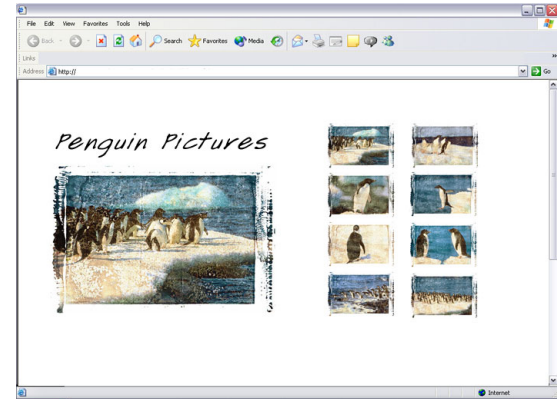 File Edit View Favorites Tools Help
Back Search Favorites Media
Links
Address http:// Go
Penguin Pictures
Internet